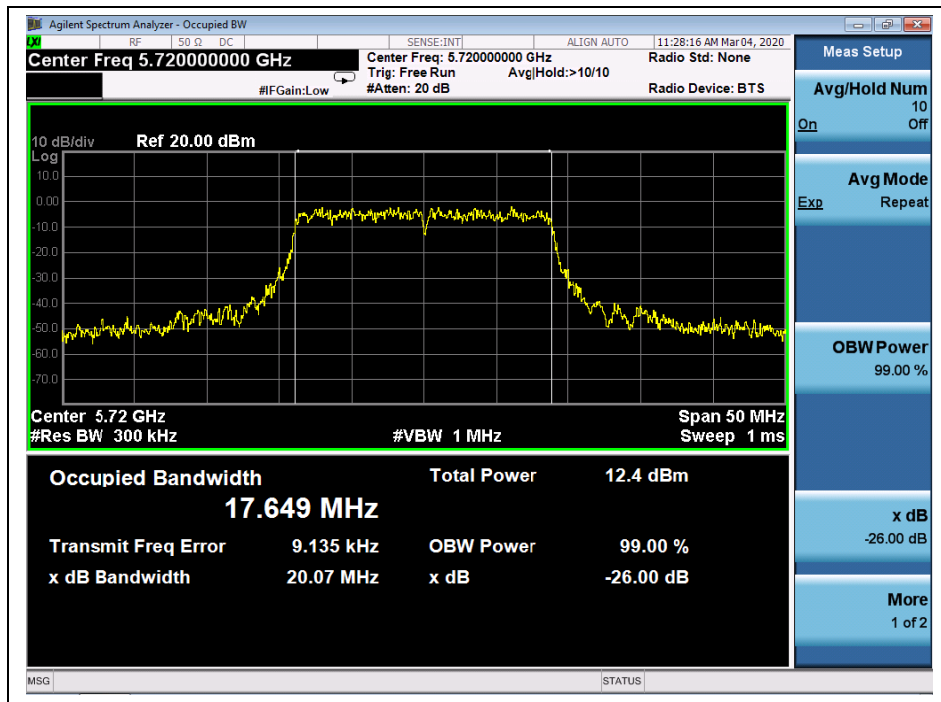 Agilent Spectrum Analyzer - Occupied BW
LXI RF 50 Ω DC SENSE:INT ALIGN AUTO 11:28:16 AM Mar 04, 2020
Center Freq 5.720000000 GHz
#IFGain:Low
Center Freq: 5.720000000 GHz
Trig: Free Run Avg|Hold:>10/10
#Atten: 20 dB
Radio Std: None
Radio Device: BTS
10 dB/div Ref 20.00 dBm
Log
10.0
0.00
-10.0
-20.0
-30.0
-40.0
-50.0
-60.0
-70.0
Center 5.72 GHz Span 50 MHz
#Res BW 300 kHz #VBW 1 MHz Sweep 1 ms
Occupied Bandwidth Total Power 12.4 dBm
17.649 MHz
Transmit Freq Error 9.135 kHz OBW Power 99.00 %
x dB Bandwidth 20.07 MHz x dB -26.00 dB
MSG STATUS
Meas Setup
Avg/Hold Num
10
On Off
Avg Mode
Exp Repeat
OBW Power
99.00 %
x dB
-26.00 dB
More
1 of 2